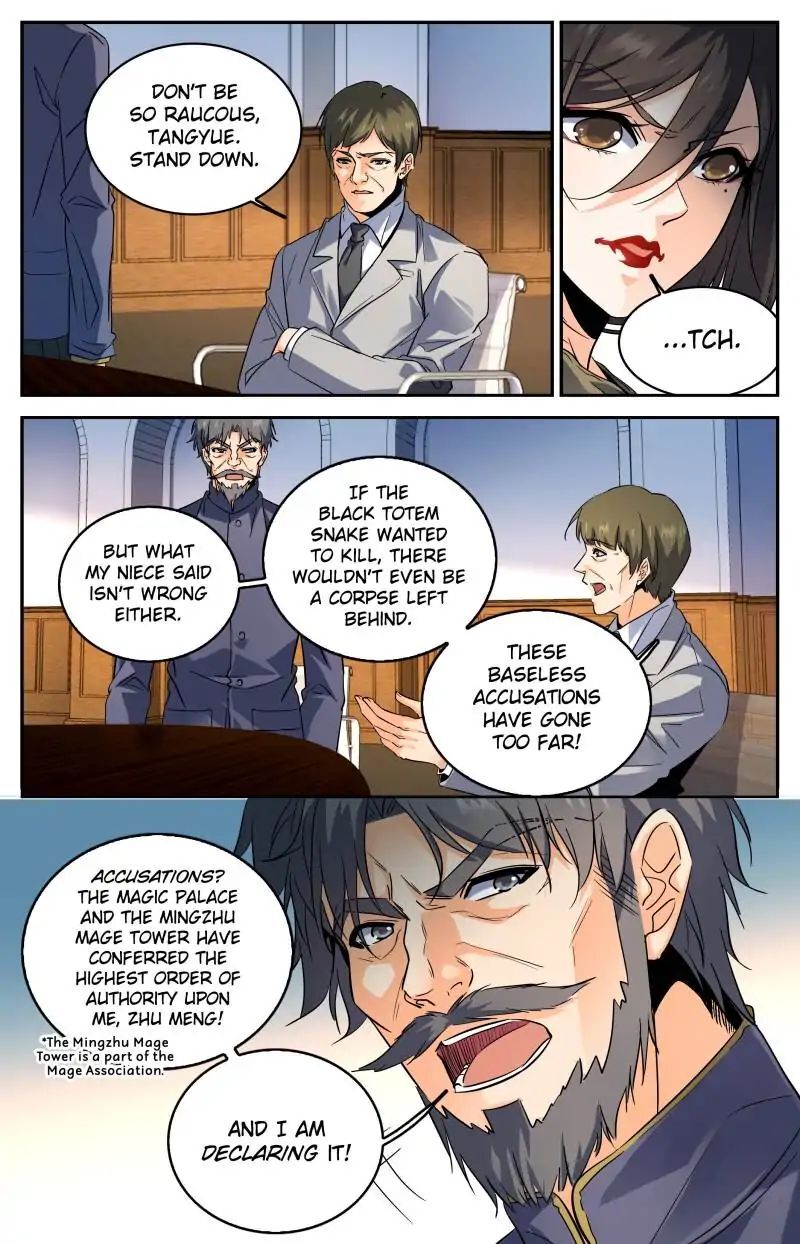 DON'T BE
SO RAUCOUS,
TANGYUE.
STAND DOWN.
...TCH.
BUT WHAT
MY NIECE SAID
ISN'T WRONG
EITHER.
IF THE
BLACK TOTEM
SNAKE WANTED
TO KILL, THERE
WOULDN'T EVEN BE
A CORPSE LEFT
BEHIND.
THESE
BASELESS
ACCUSATIONS
HAVE GONE
TOO FAR!
ACCUSATIONS?
THE MAGIC PALACE
AND THE MINGZHU
MAGE TOWER HAVE
CONFERRED THE
HIGHEST ORDER OF
AUTHORITY UPON
ME, ZHU MENG!
*The Mingzhu Mage
Tower is a part of the
Mage Association.
AND I AM
DECLARING IT!